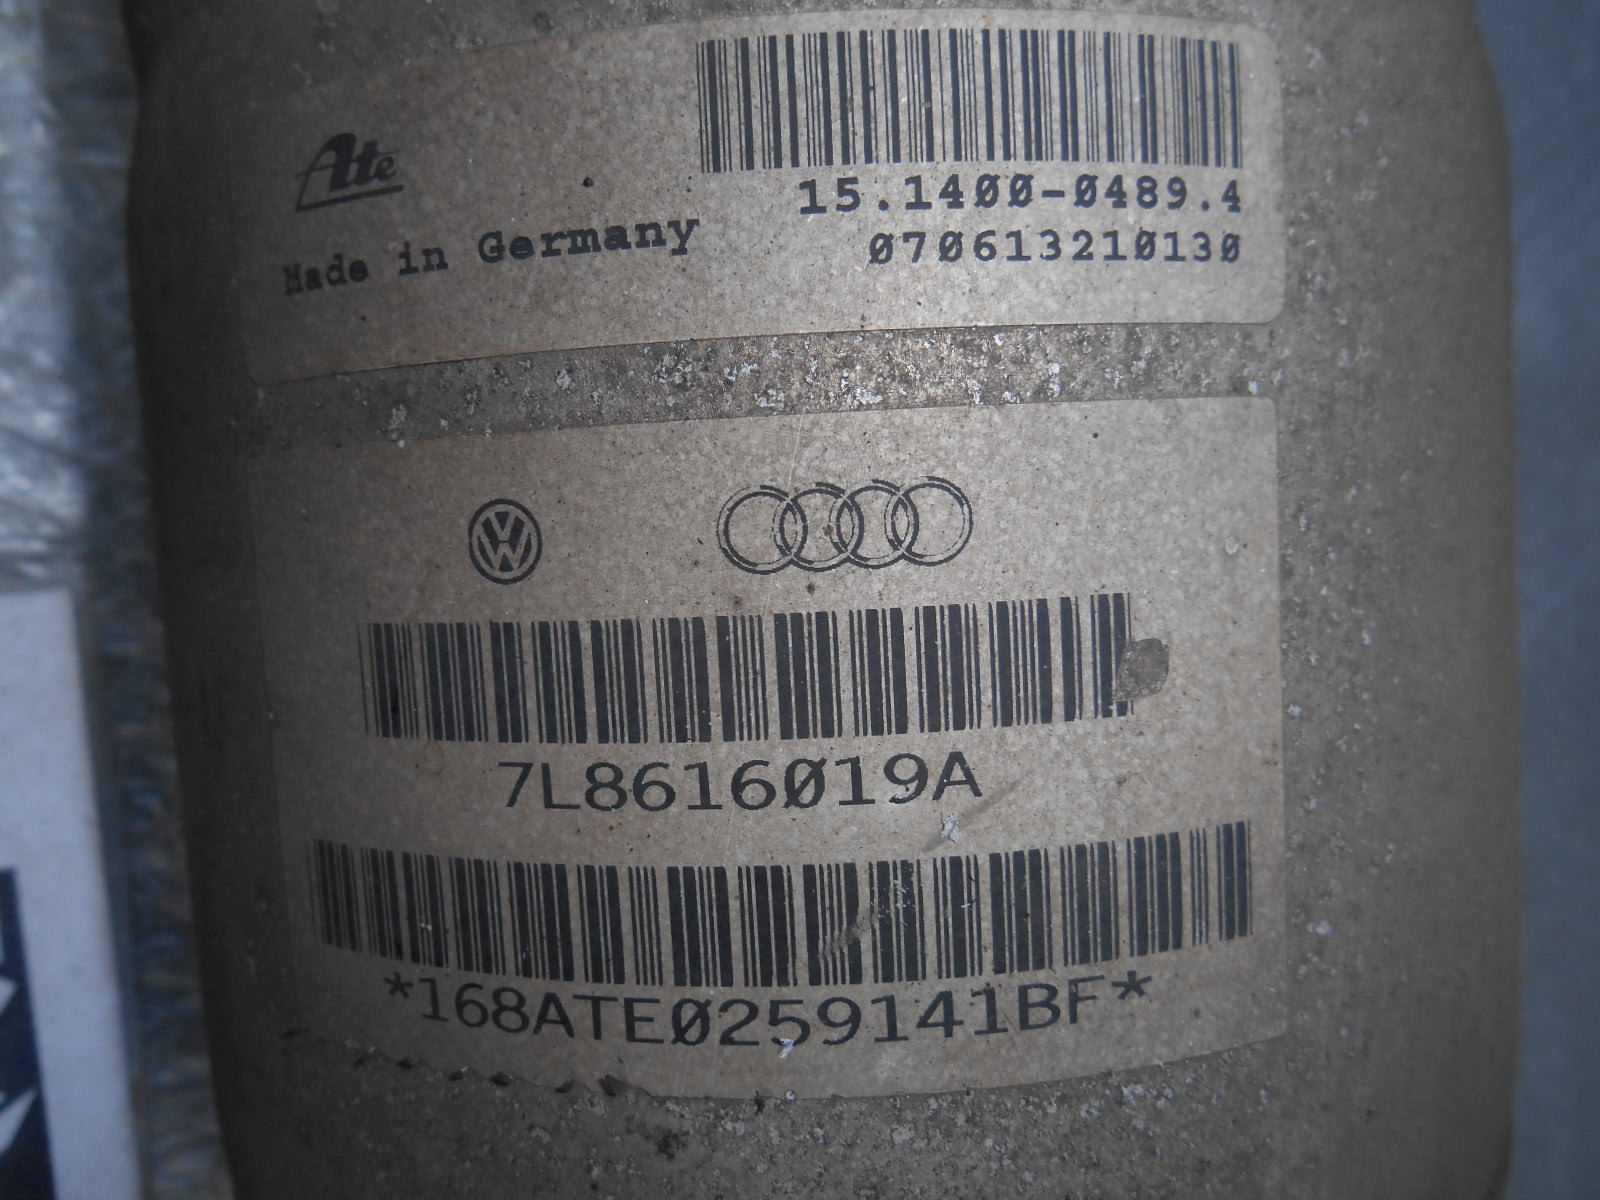 Ate
15.1400-0489.4
Made in Germany
070613210130
7L8616019A
*168ATE0259141BF*